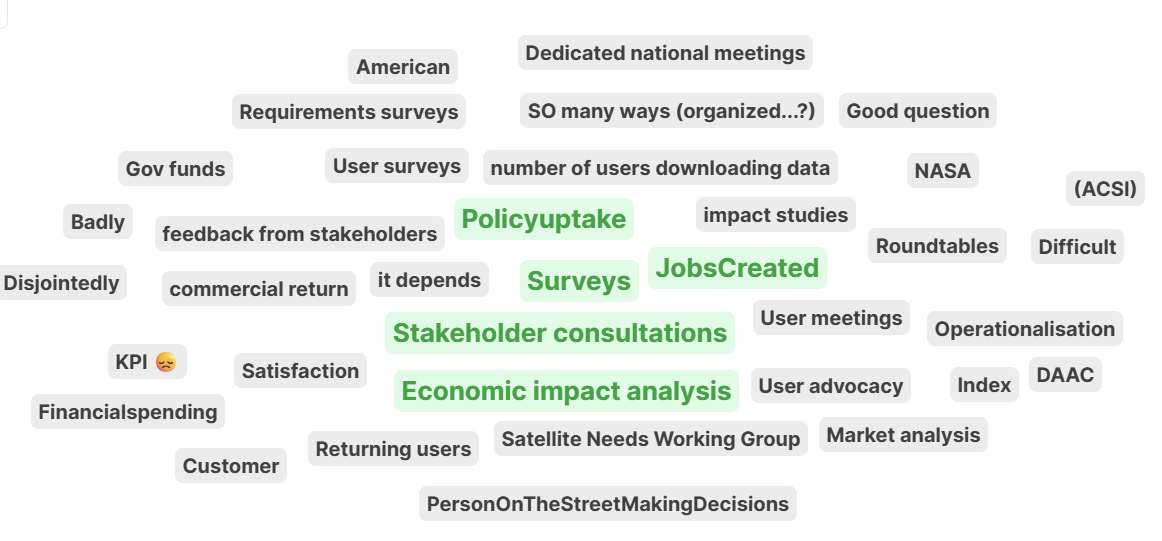 Dedicated national meetings
American
Requirements surveys
SO many ways (organized...?)
Good question
Gov funds
User surveys
number of users downloading data
NASA
(ACSI)
Badly
feedback from stakeholders
Policyuptake
impact studies
Roundtables
Difficult
Disjointedly
commercial return
it depends
Surveys
JobsCreated
Stakeholder consultations
User meetings
Operationalisation
KPI 😞
Satisfaction
Economic impact analysis
User advocacy
Index
DAAC
Financialspending
Customer
Returning users
Satellite Needs Working Group
Market analysis
PersonOnTheStreetMakingDecisions